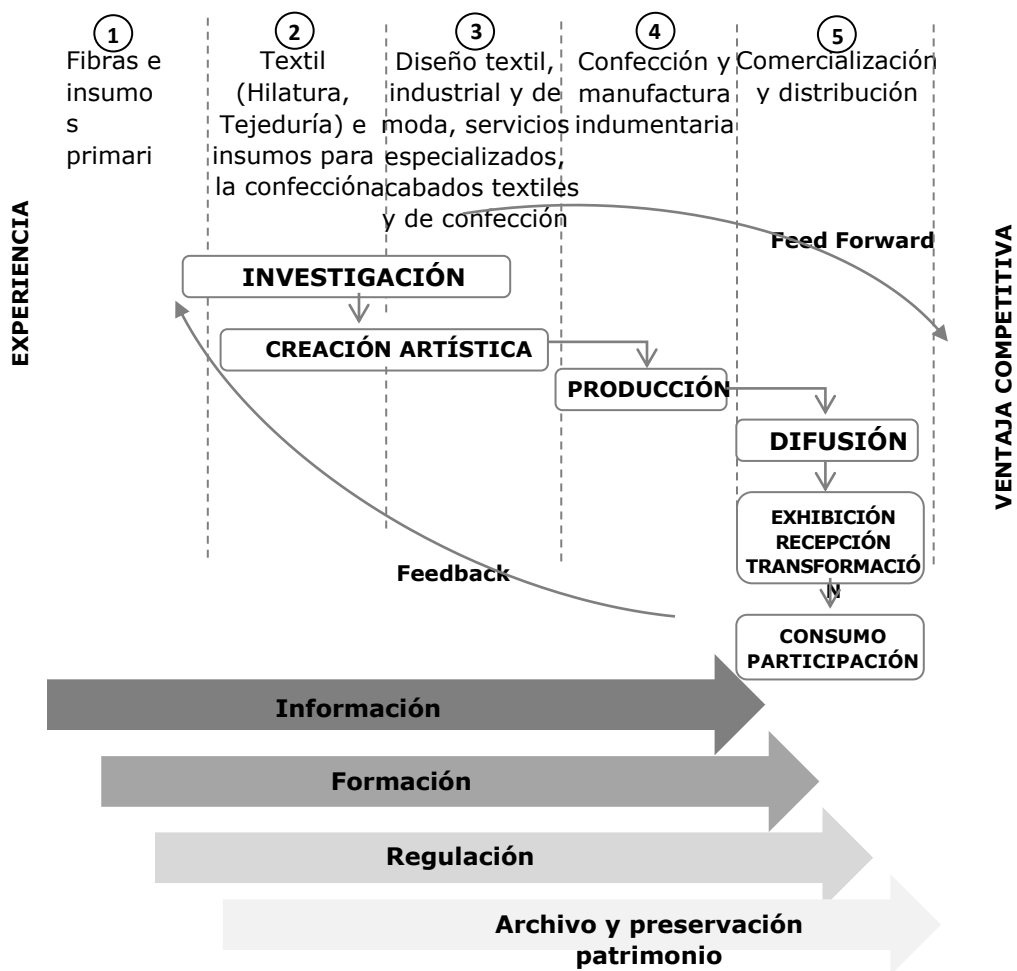 1
Fibras e
insumo
s
primari
2
Textil
(Hilatura,
Tejeduría) e
insumos para
la confección
3
Diseño textil,
industrial y de
moda, servicios
especializados,
acabados textiles
y de confección
4
Confección y
manufactura
indumentaria
5
Comercialización
y distribución
EXPERIENCIA
Feed Forward
VENTAJA COMPETITIVA
INVESTIGACIÓN
CREACIÓN ARTÍSTICA
PRODUCCIÓN
DIFUSIÓN
EXHIBICIÓN
RECEPCIÓN
TRANSFORMACIÓ
N
Feedback
CONSUMO
PARTICIPACIÓN
Información
Formación
Regulación
Archivo y preservación
patrimonio